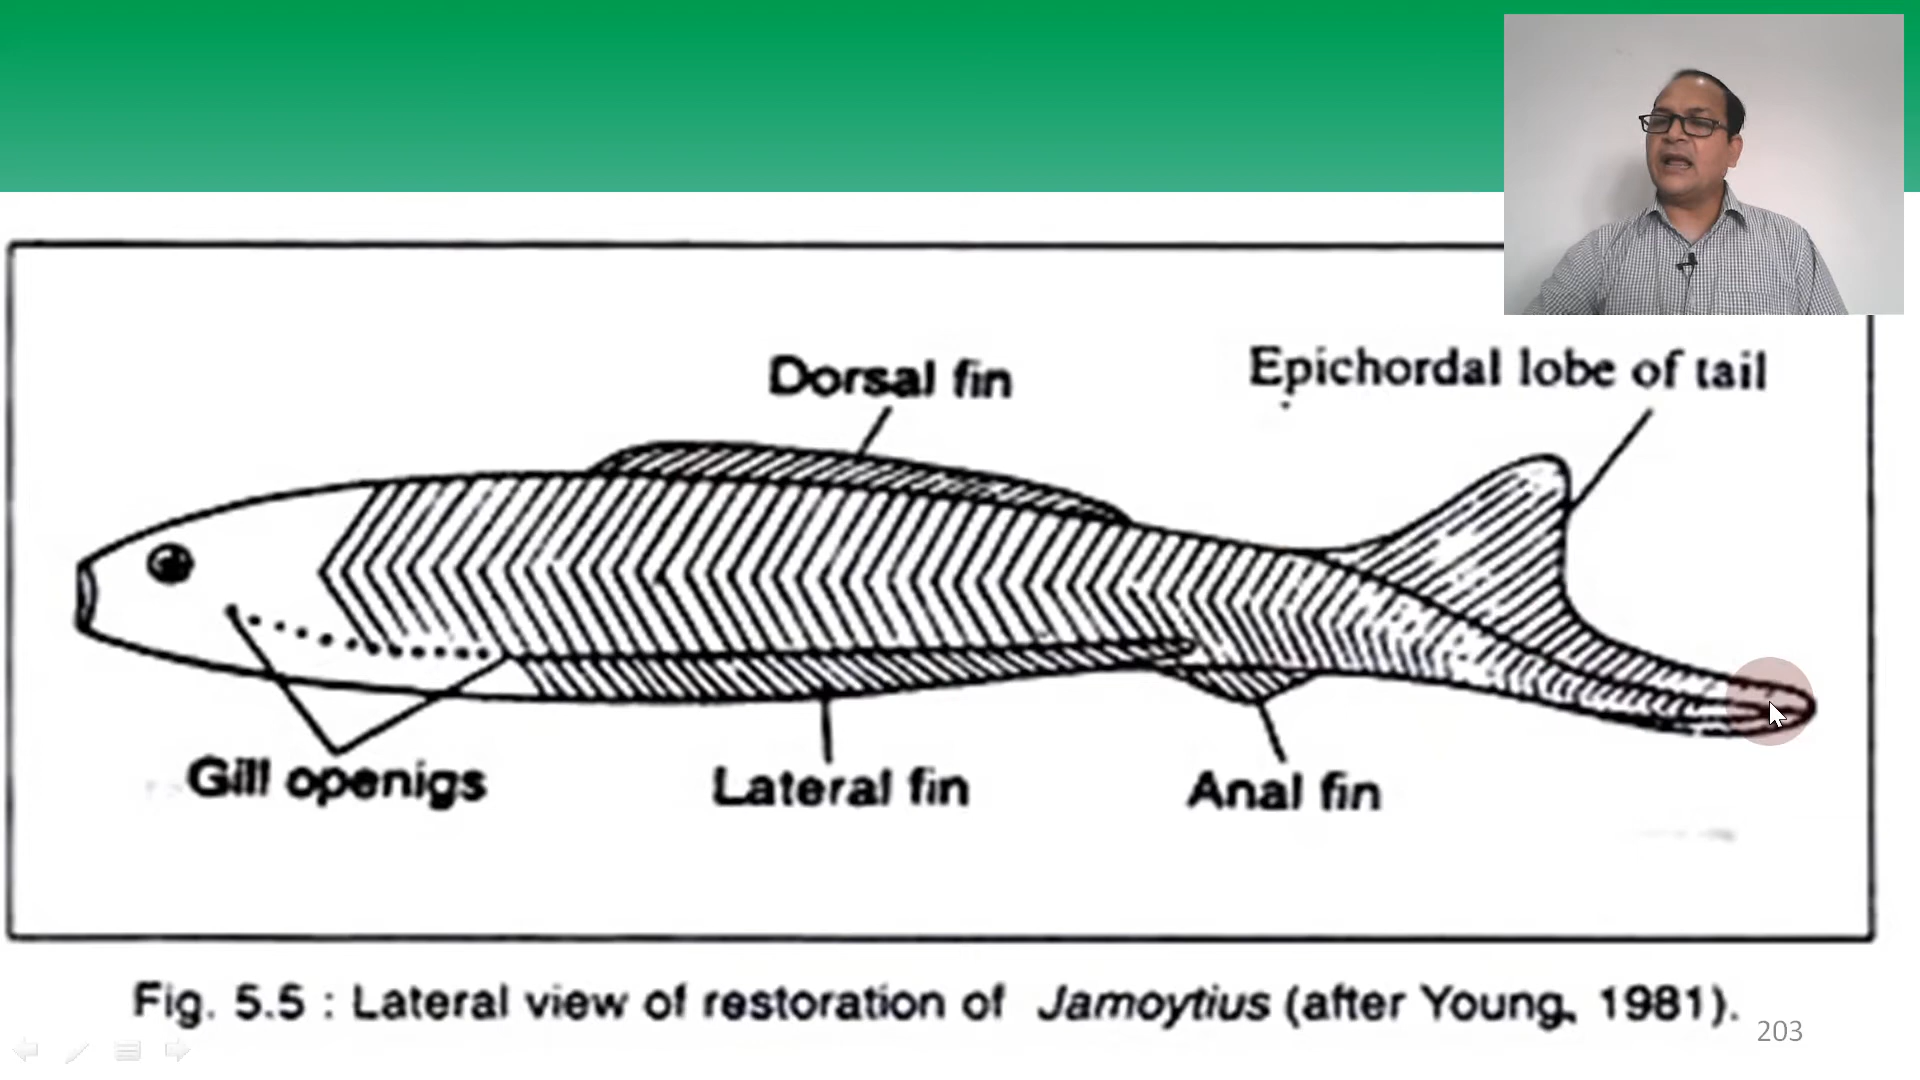 Dorsal fin
Epichordal lobe of tail
Gill openigs
Lateral fin
Anal fin
Fig. 5.5 : Lateral view of restoration of Jamoytius (after Young, 1981).
203